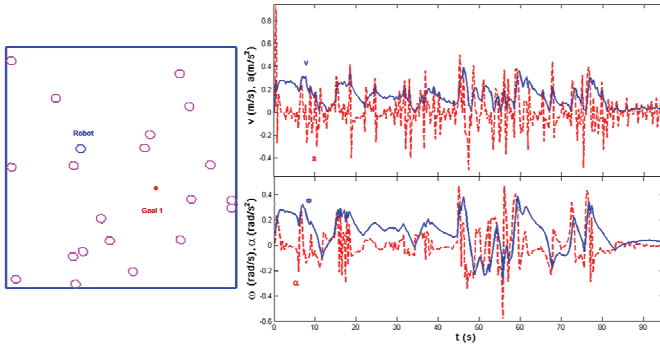 Robot
Goal 1
v (m/s), a(m/s²)
0.8
0.6
0.4
0.2
0
-0.2
-0.4
v
a
ω (rad/s), α (rad/s²)
0.4
0.2
0
-0.2
-0.4
-0.6
α
0 10 20 30 40 50 60 70 80 90
t (s)